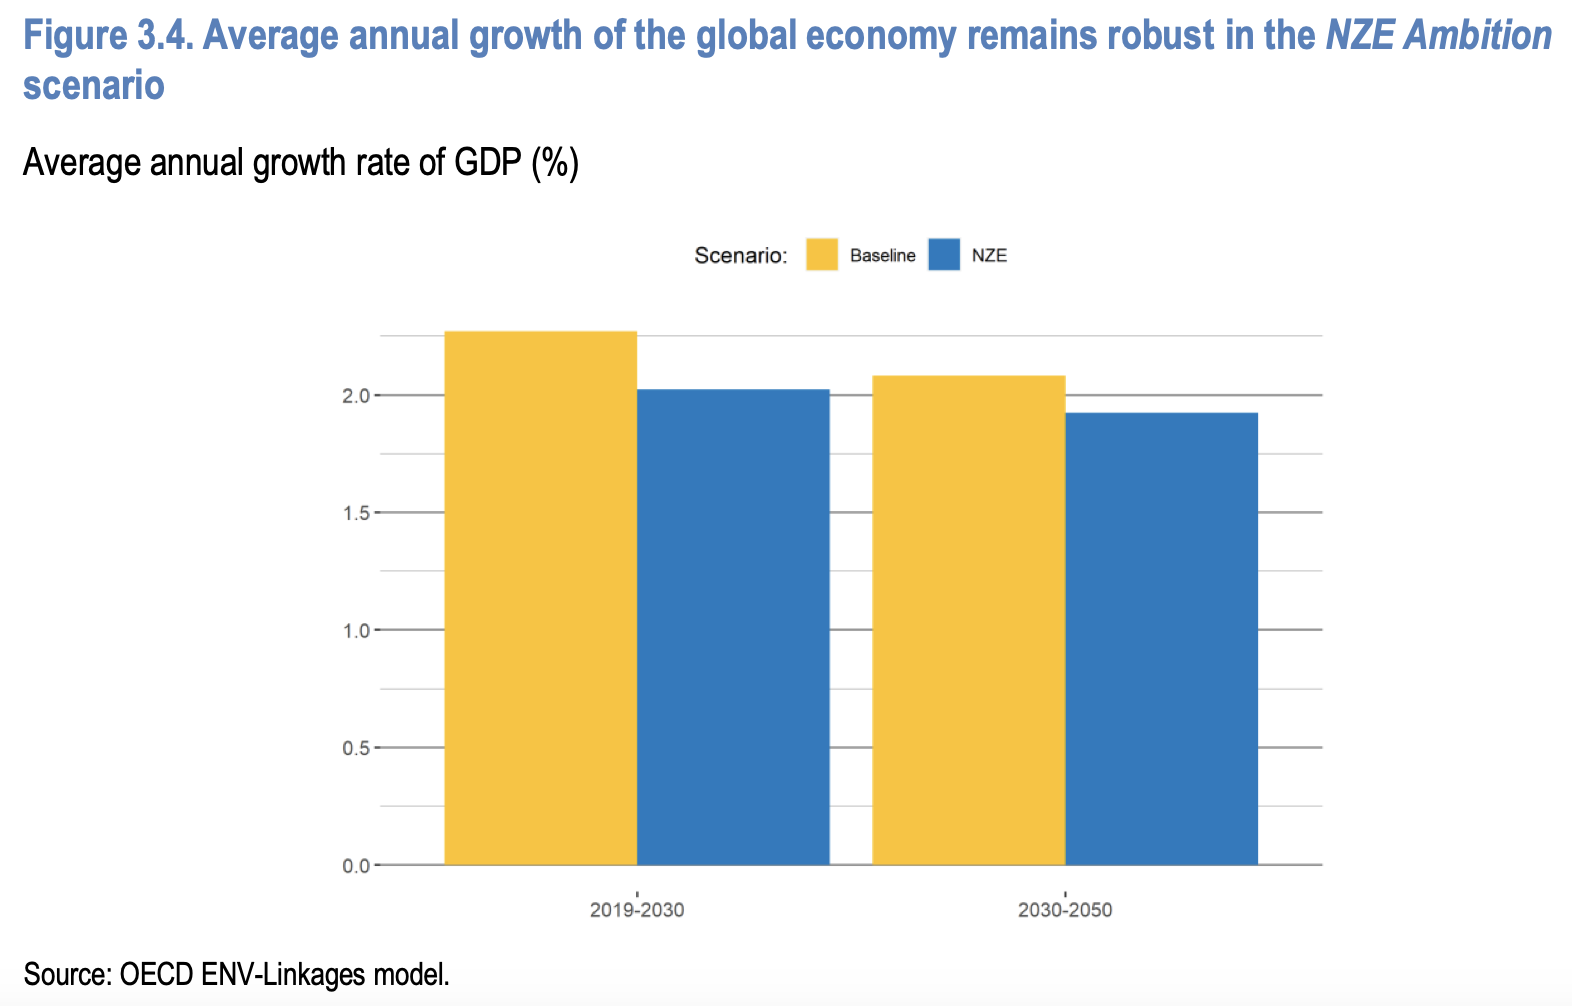 Figure 3.4. Average annual growth of the global economy remains robust in the NZE Ambition
scenario
Average annual growth rate of GDP (%)
Scenario: Baseline NZE
2.0
1.5
1.0
0.5
0.0
2019-2030 2030-2050
Source: OECD ENV-Linkages model.